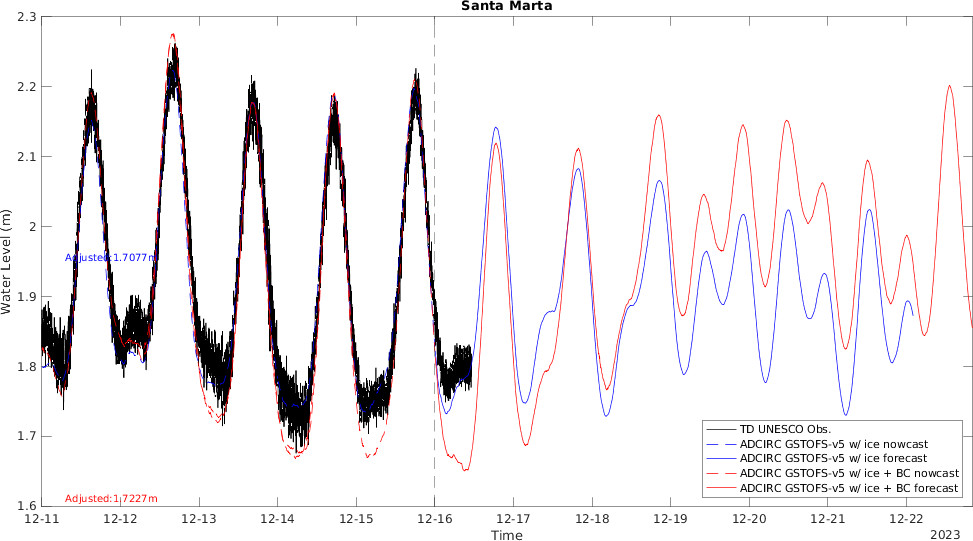 Santa Marta
2.3
2.2
2.1
2
1.9
1.8
1.7
1.6
Water Level (m)
Adjusted:1.7077m
Adjusted:1.7227m
TD UNESCO Obs.
ADCIRC GSTOFS-v5 w/ ice nowcast
ADCIRC GSTOFS-v5 w/ ice forecast
ADCIRC GSTOFS-v5 w/ ice + BC nowcast
ADCIRC GSTOFS-v5 w/ ice + BC forecast
12-11 12-12 12-13 12-14 12-15 12-16 12-17 12-18 12-19 12-20 12-21 12-22
Time
2023